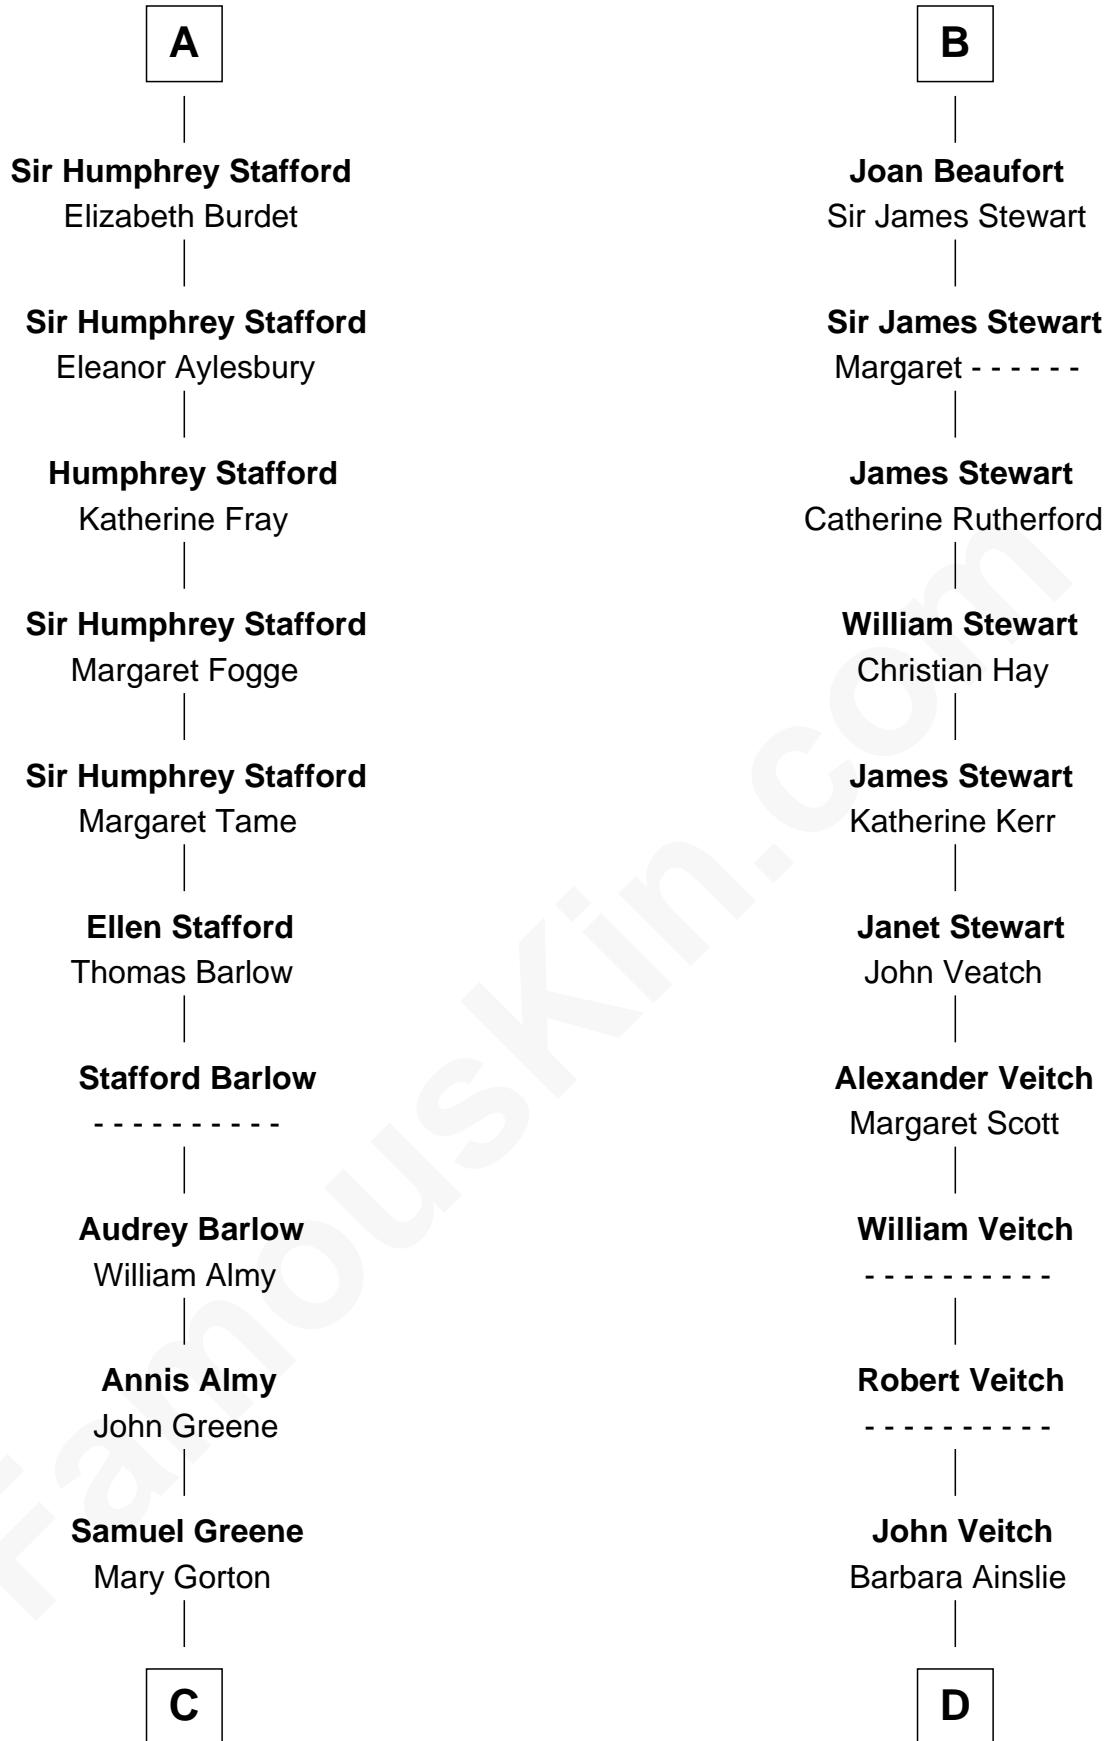 A
Sir Humphrey Stafford
Elizabeth Burdet
Sir Humphrey Stafford
Eleanor Aylesbury
Humphrey Stafford
Katherine Fray
Sir Humphrey Stafford
Margaret Fogge
Sir Humphrey Stafford
Margaret Tame
Ellen Stafford
Thomas Barlow
Stafford Barlow
- - - - - - - - - -
Audrey Barlow
William Almy
Annis Almy
John Greene
Samuel Greene
Mary Gorton
C
B
Joan Beaufort
Sir James Stewart
Sir James Stewart
Margaret - - - - - -
James Stewart
Catherine Rutherford
William Stewart
Christian Hay
James Stewart
Katherine Kerr
Janet Stewart
John Veatch
Alexander Veitch
Margaret Scott
William Veitch
- - - - - - - - - -
Robert Veitch
- - - - - - - - - -
John Veitch
Barbara Ainslie
D
FamousKin.com